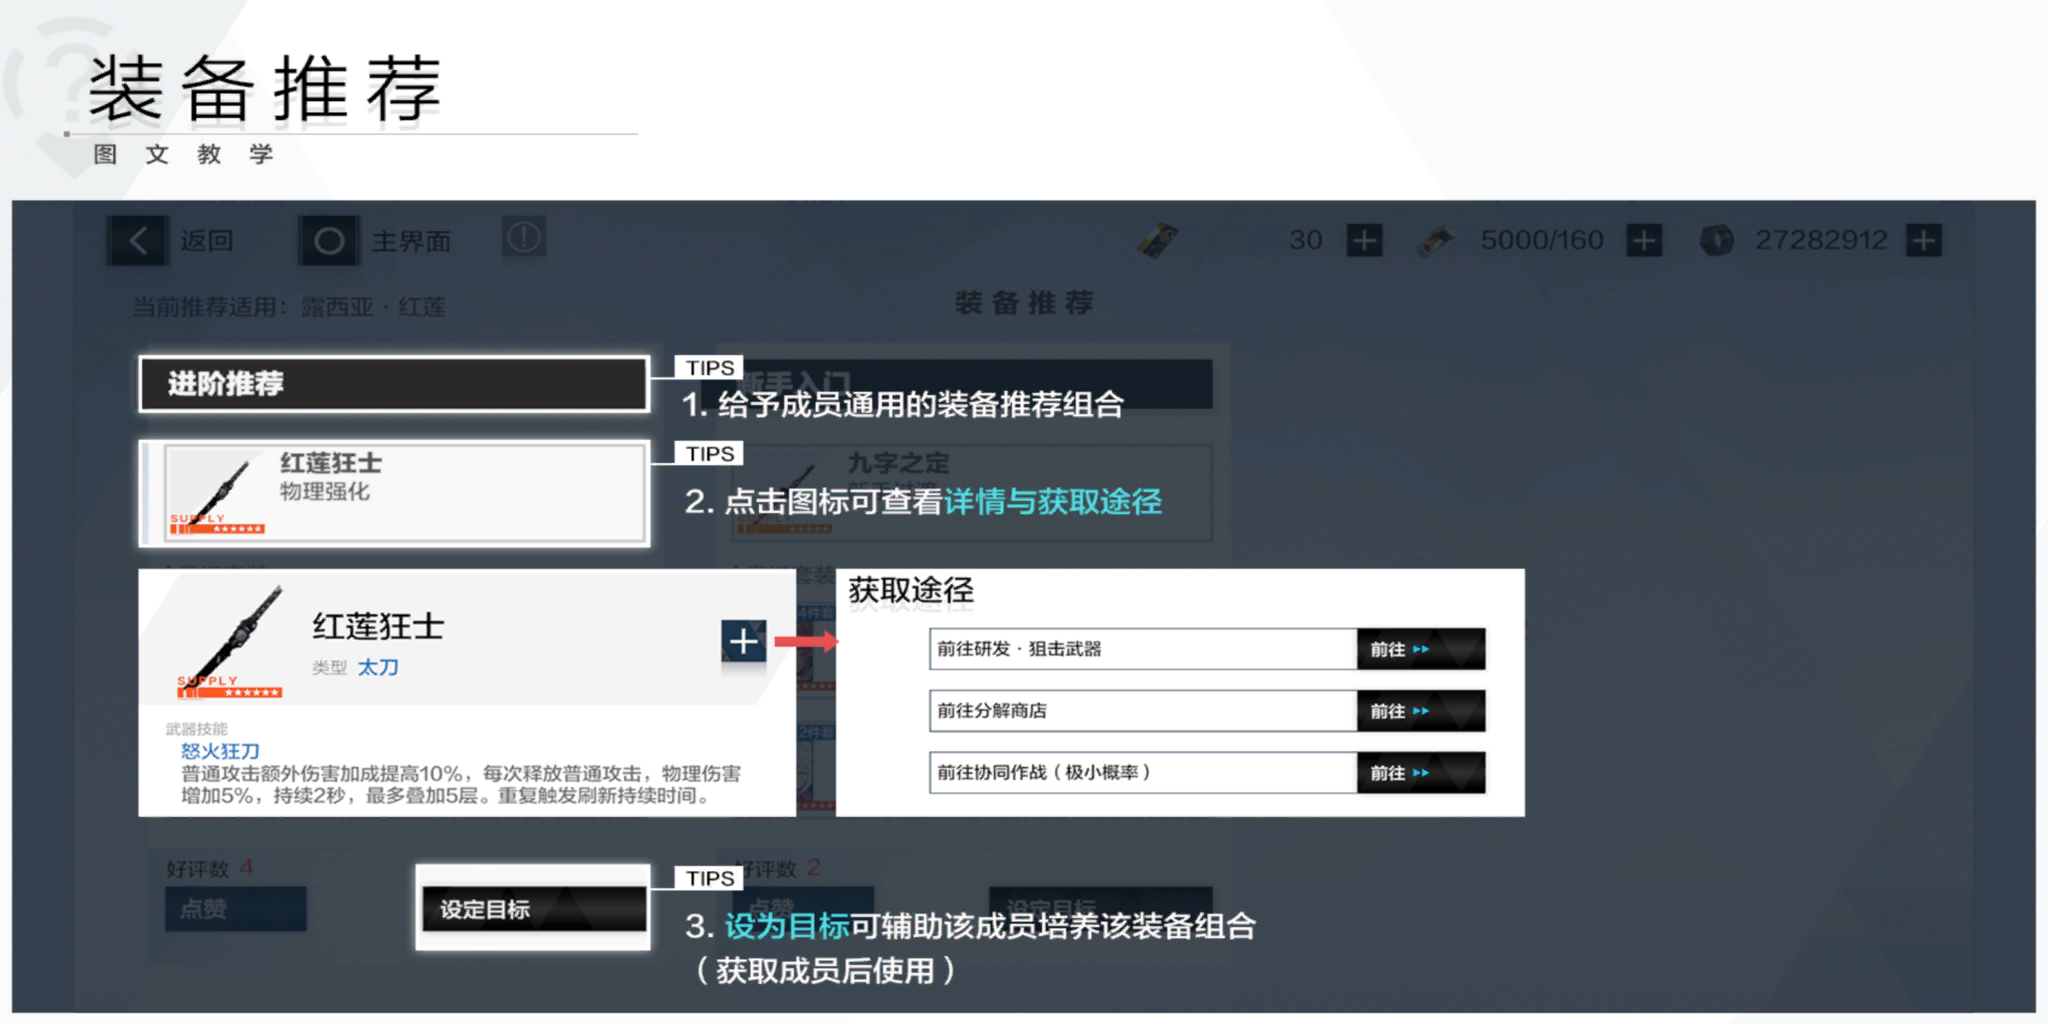 装备推荐
图文教学
返回
主界面
30
5000/160
27282912
当前推荐适用：露西亚·红莲
装备推荐
进阶推荐
新手入门
TIPS
1. 给予成员通用的装备推荐组合
红莲狂士
物理强化
SUPPLY
九字之定
TIPS
2. 点击图标可查看详情与获取途径
红莲狂士
类型 太刀
SUPPLY
武器技能
怒火狂刀
普通攻击额外伤害加成提高10%，每次释放普通攻击，物理伤害
增加5%，持续2秒，最多叠加5层。重复触发刷新持续时间。
4件套
2件套
获取途径
前往研发·狙击武器
前往
前往分解商店
前往
前往协同作战（极小概率）
前往
好评数 4
点赞
设定目标
好评数 2
点赞
设定目标
TIPS
3. 设为目标可辅助该成员培养该装备组合
（获取成员后使用）